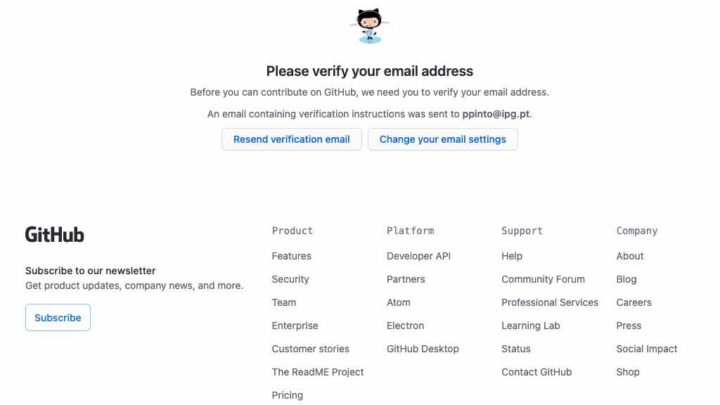 Please verify your email address
Before you can contribute on GitHub, we need you to verify your email address.
An email containing verification instructions was sent to ppinto@ipg.pt.
Resend verification email
Change your email settings
GitHub
Subscribe to our newsletter
Get product updates, company news, and more.
Subscribe
Product
Features
Security
Team
Enterprise
Customer stories
The ReadME Project
Pricing
Platform
Developer API
Partners
Atom
Electron
GitHub Desktop
Support
Help
Community Forum
Professional Services
Learning Lab
Status
Contact GitHub
Company
About
Blog
Careers
Press
Social Impact
Shop